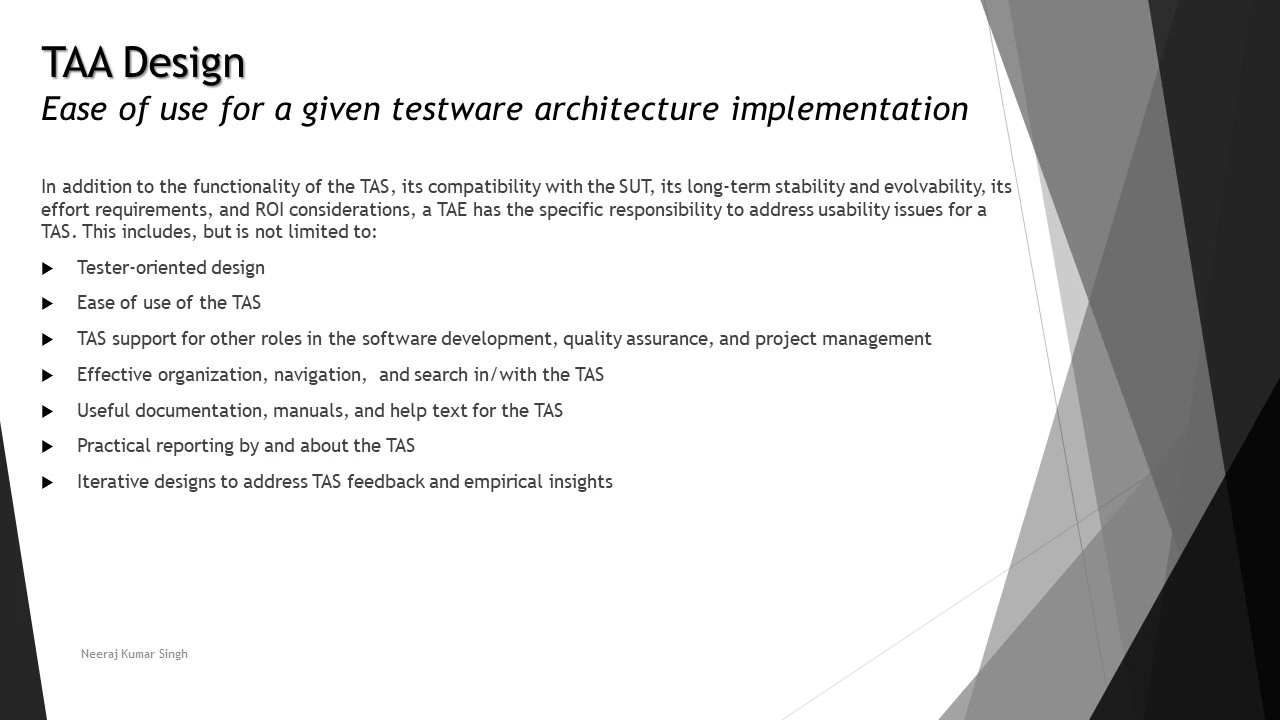 TAA Design
Ease of use for a given testware architecture implementation
In addition to the functionality of the TAS, its compatibility with the SUT, its long-term stability and evolvability, its
effort requirements, and ROI considerations, a TAE has the specific responsibility to address usability issues for a
TAS. This includes, but is not limited to:
Tester-oriented design
Ease of use of the TAS
TAS support for other roles in the software development, quality assurance, and project management
Effective organization, navigation,  and search in/with the TAS
Useful documentation, manuals, and help text for the TAS
Practical reporting by and about the TAS
Iterative designs to address TAS feedback and empirical insights
Neeraj Kumar Singh